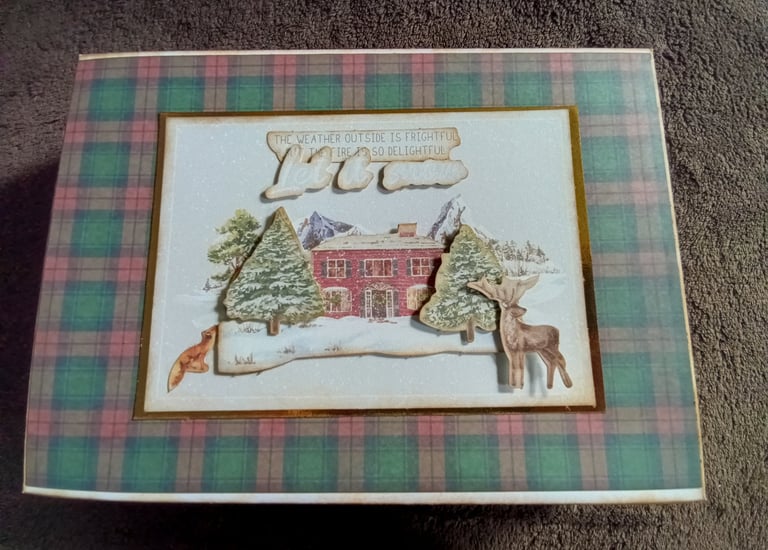 THE WEATHER OUTSIDE IS FRIGHTFUL
THE FIRE IS SO DELIGHTFUL
Let it snow